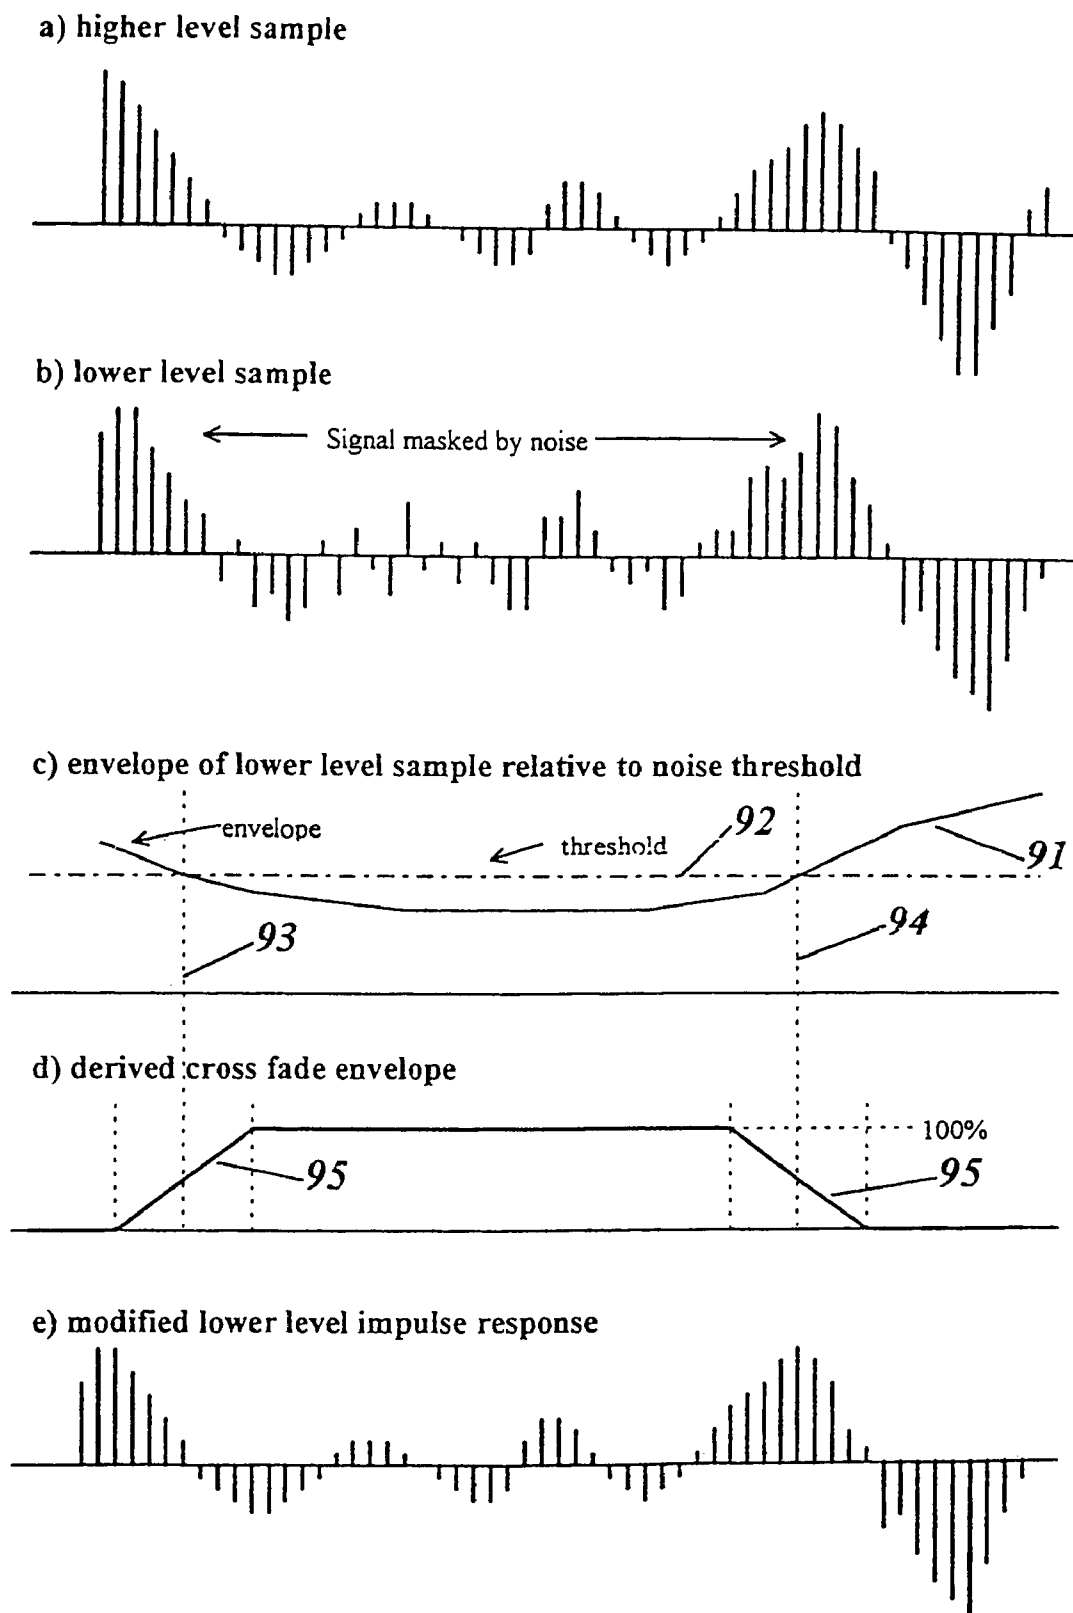 a) higher level sample
b) lower level sample
Signal masked by noise
c) envelope of lower level sample relative to noise threshold
envelope
threshold
92
91
93
94
d) derived cross fade envelope
100%
95
95
e) modified lower level impulse response